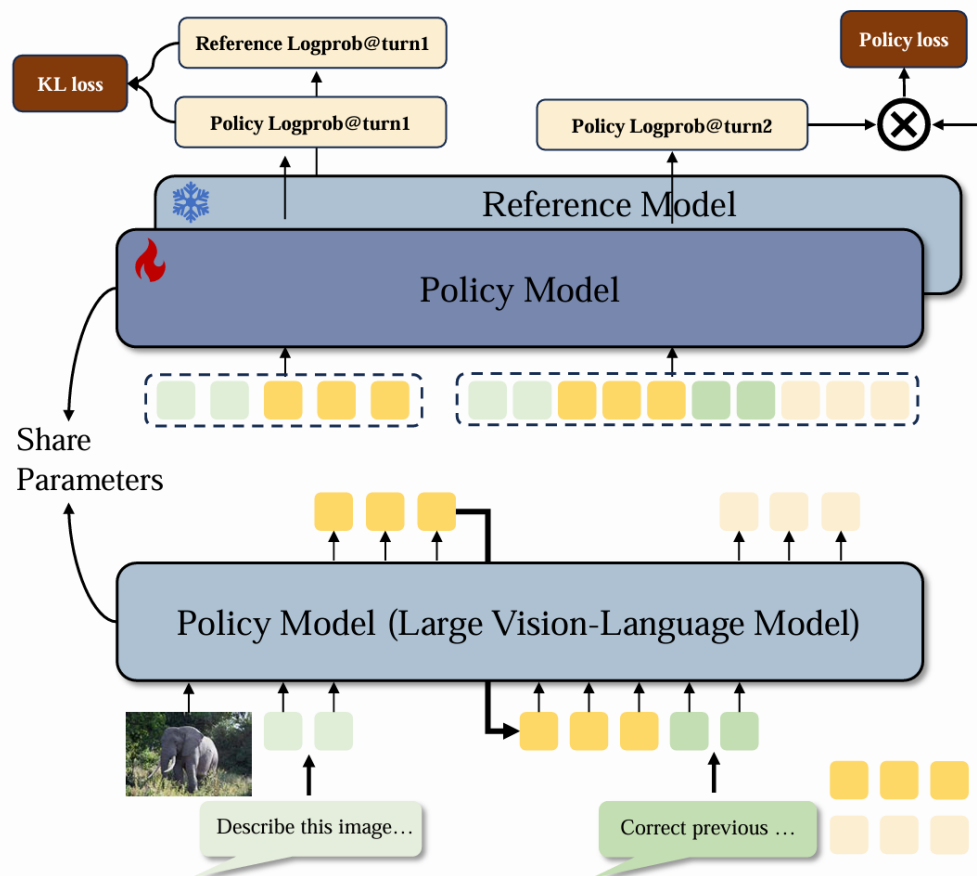 Reference Logprob@turn1
Policy loss
KL loss
Policy Logprob@turn1
Policy Logprob@turn2
Reference Model
Policy Model
Share
Parameters
Policy Model (Large Vision-Language Model)
Describe this image…
Correct previous …